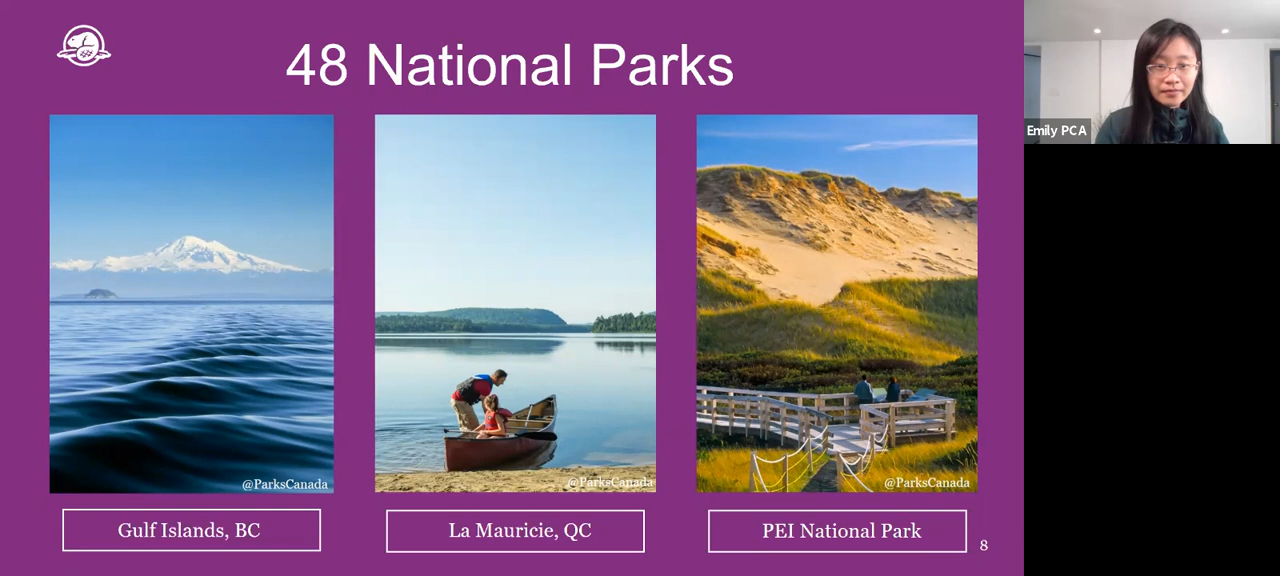 48 National Parks
Emily PCA
@ParksCanada
@ParksCanada
@ParksCanada
Gulf Islands, BC
La Mauricie, QC
PEI National Park
8